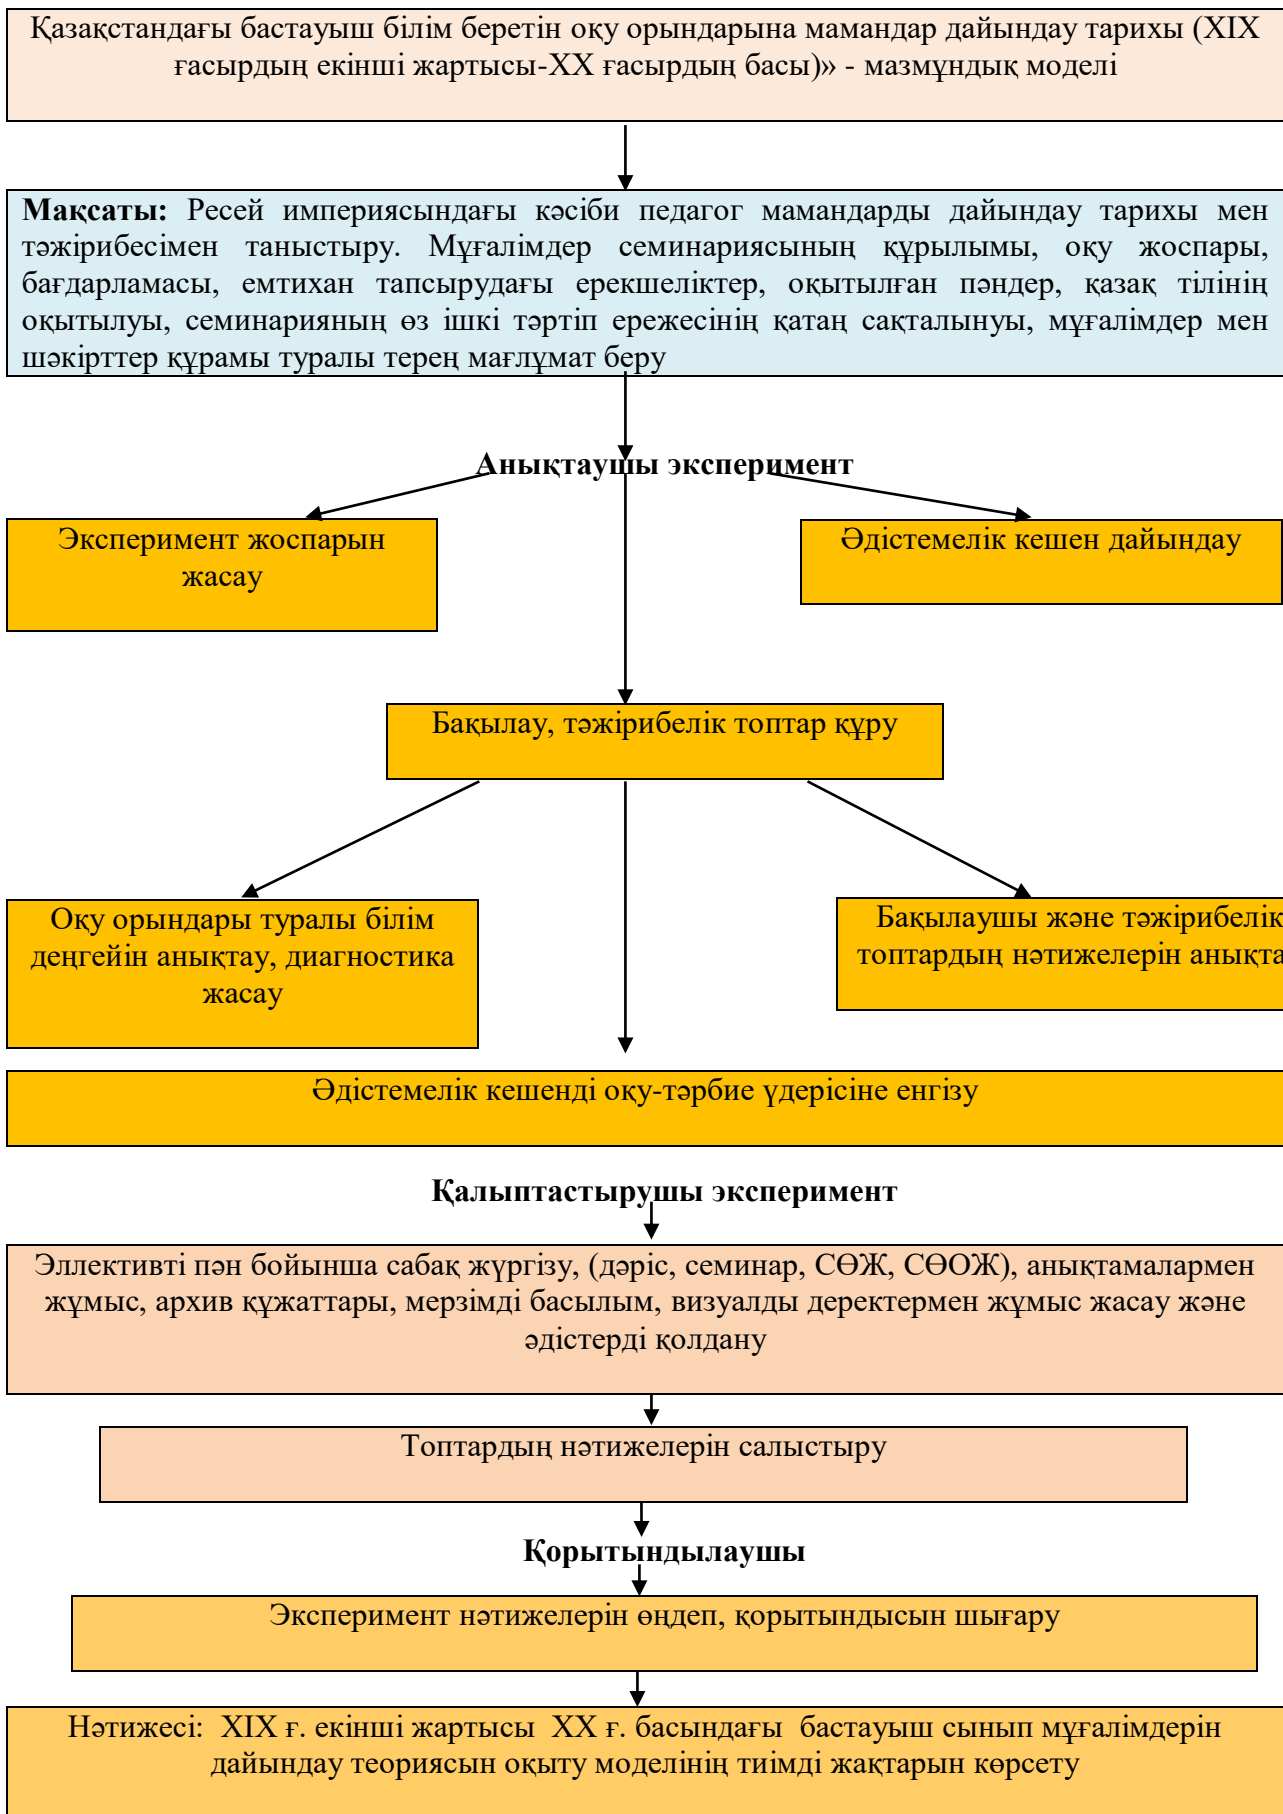 Қазақстандағы бастауыш білім беретін оқу орындарына мамандар дайындау тарихы (XIX
ғасырдың екінші жартысы-XX ғасырдың басы)» - мазмұндық моделі
Мақсаты: Ресей империясындағы кәсіби педагог мамандарды дайындау тарихы мен
тәжірибесімен таныстыру. Мұғалімдер семинариясының құрылымы, оқу жоспары,
бағдарламасы, емтихан тапсырудағы ерекшеліктер, оқытылған пәндер, қазақ тілінің
оқытылуы, семинарияның өз ішкі тәртіп ережесінің қатаң сақталынуы, мұғалімдер мен
шәкірттер құрамы туралы терең мағлұмат беру
Анықтаушы эксперимент
Эксперимент жоспарын
жасау
Әдістемелік кешен дайындау
Бақылау, тәжірибелік топтар құру
Оқу орындары туралы білім
деңгейін анықтау, диагностика
жасау
Бақылаушы және тәжірибелік
топтардың нәтижелерін анықта
Әдістемелік кешенді оқу-тәрбие үдерісіне енгізу
Қалыптастырушы эксперимент
Эллективті пән бойынша сабақ жүргізу, (дәріс, семинар, СӨЖ, СӨОЖ), анықтамалармен
жұмыс, архив құжаттары, мерзімді басылым, визуалды деректермен жұмыс жасау және
әдістерді қолдану
Топтардың нәтижелерін салыстыру
Қорытындылаушы
Эксперимент нәтижелерін өңдеп, қорытындысын шығару
Нәтижесі: XIX ғ. екінші жартысы XX ғ. басындағы бастауыш сынып мұғалімдерін
дайындау теориясын оқыту моделінің тиімді жақтарын көрсету